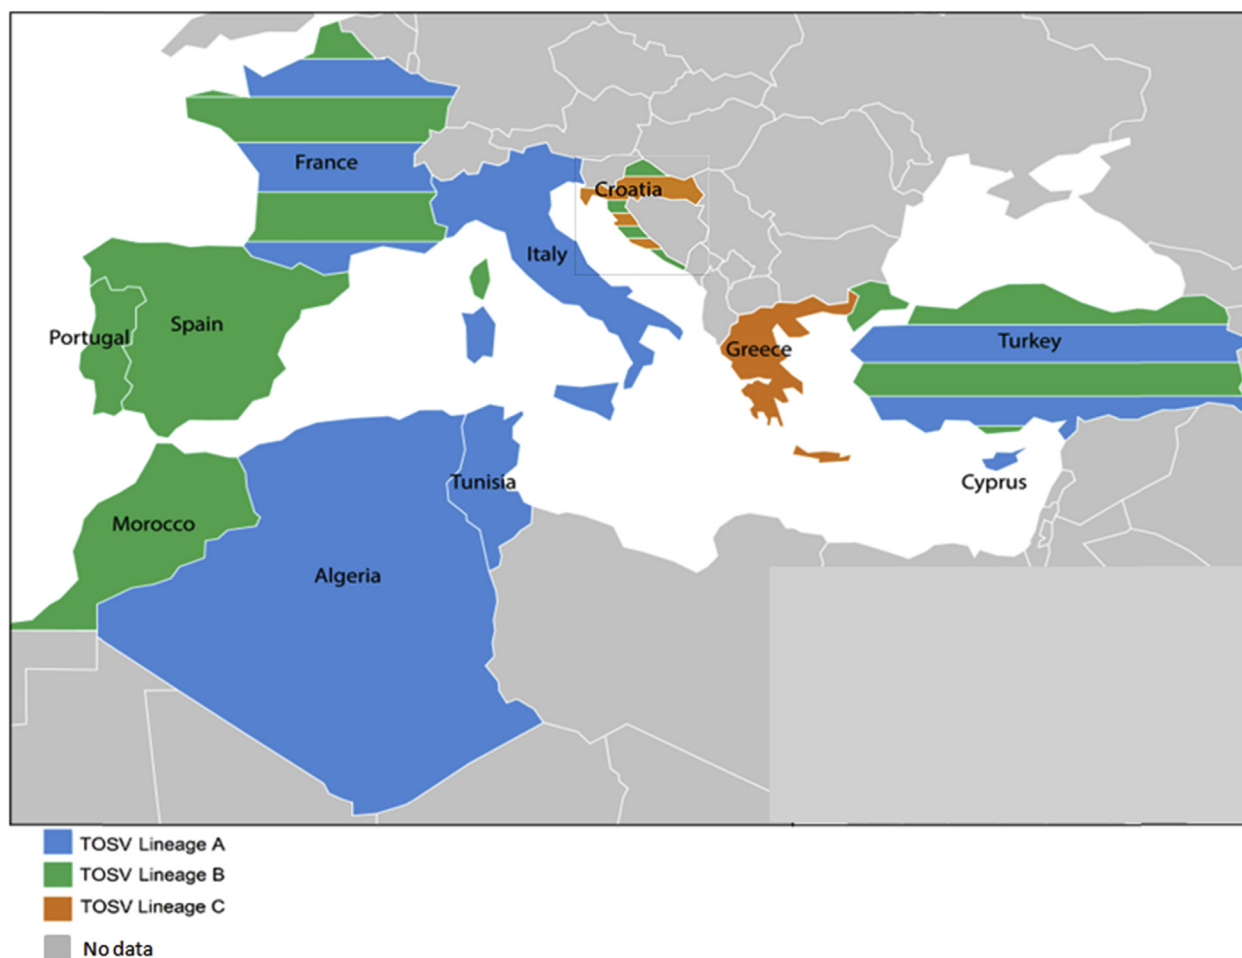 France
Croatia
Italy
Spain
Portugal
Greece
Turkey
Tunisia
Cyprus
Morocco
Algeria
TOSV Lineage A
TOSV Lineage B
TOSV Lineage C
No data